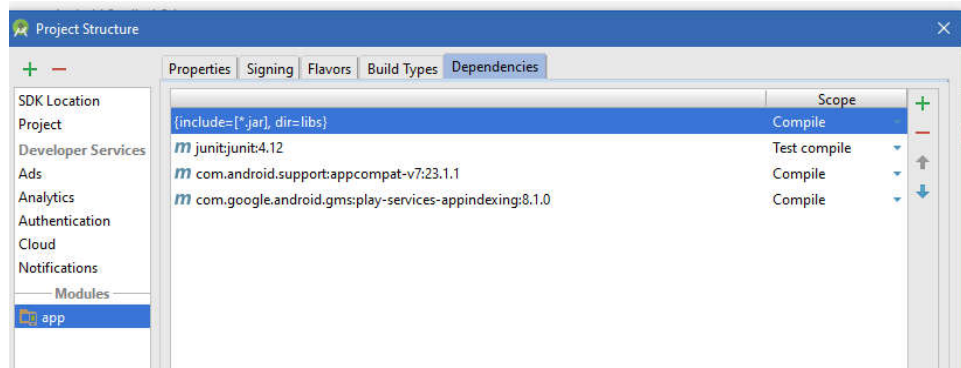 Project Structure
Properties Signing Flavors Build Types Dependencies
SDK Location
Project
Developer Services
Ads
Analytics
Authentication
Cloud
Notifications
Modules
app
Scope
{include=[*.jar], dir=libs} Compile
m junit:junit:4.12 Test compile
m com.android.support:appcompat-v7:23.1.1 Compile
m com.google.android.gms:play-services-appindexing:8.1.0 Compile